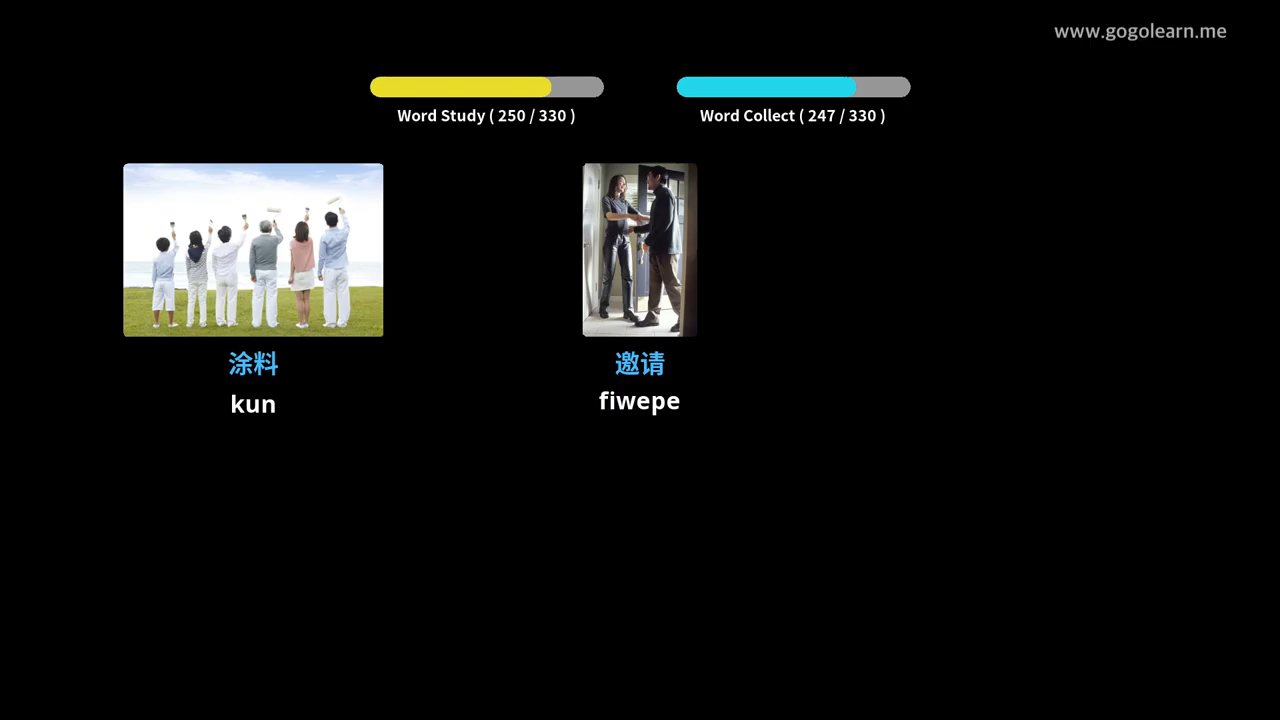 www.gogolearn.me
Word Study ( 250 / 330 )
Word Collect ( 247 / 330 )
涂料
kun
邀请
fiwepe